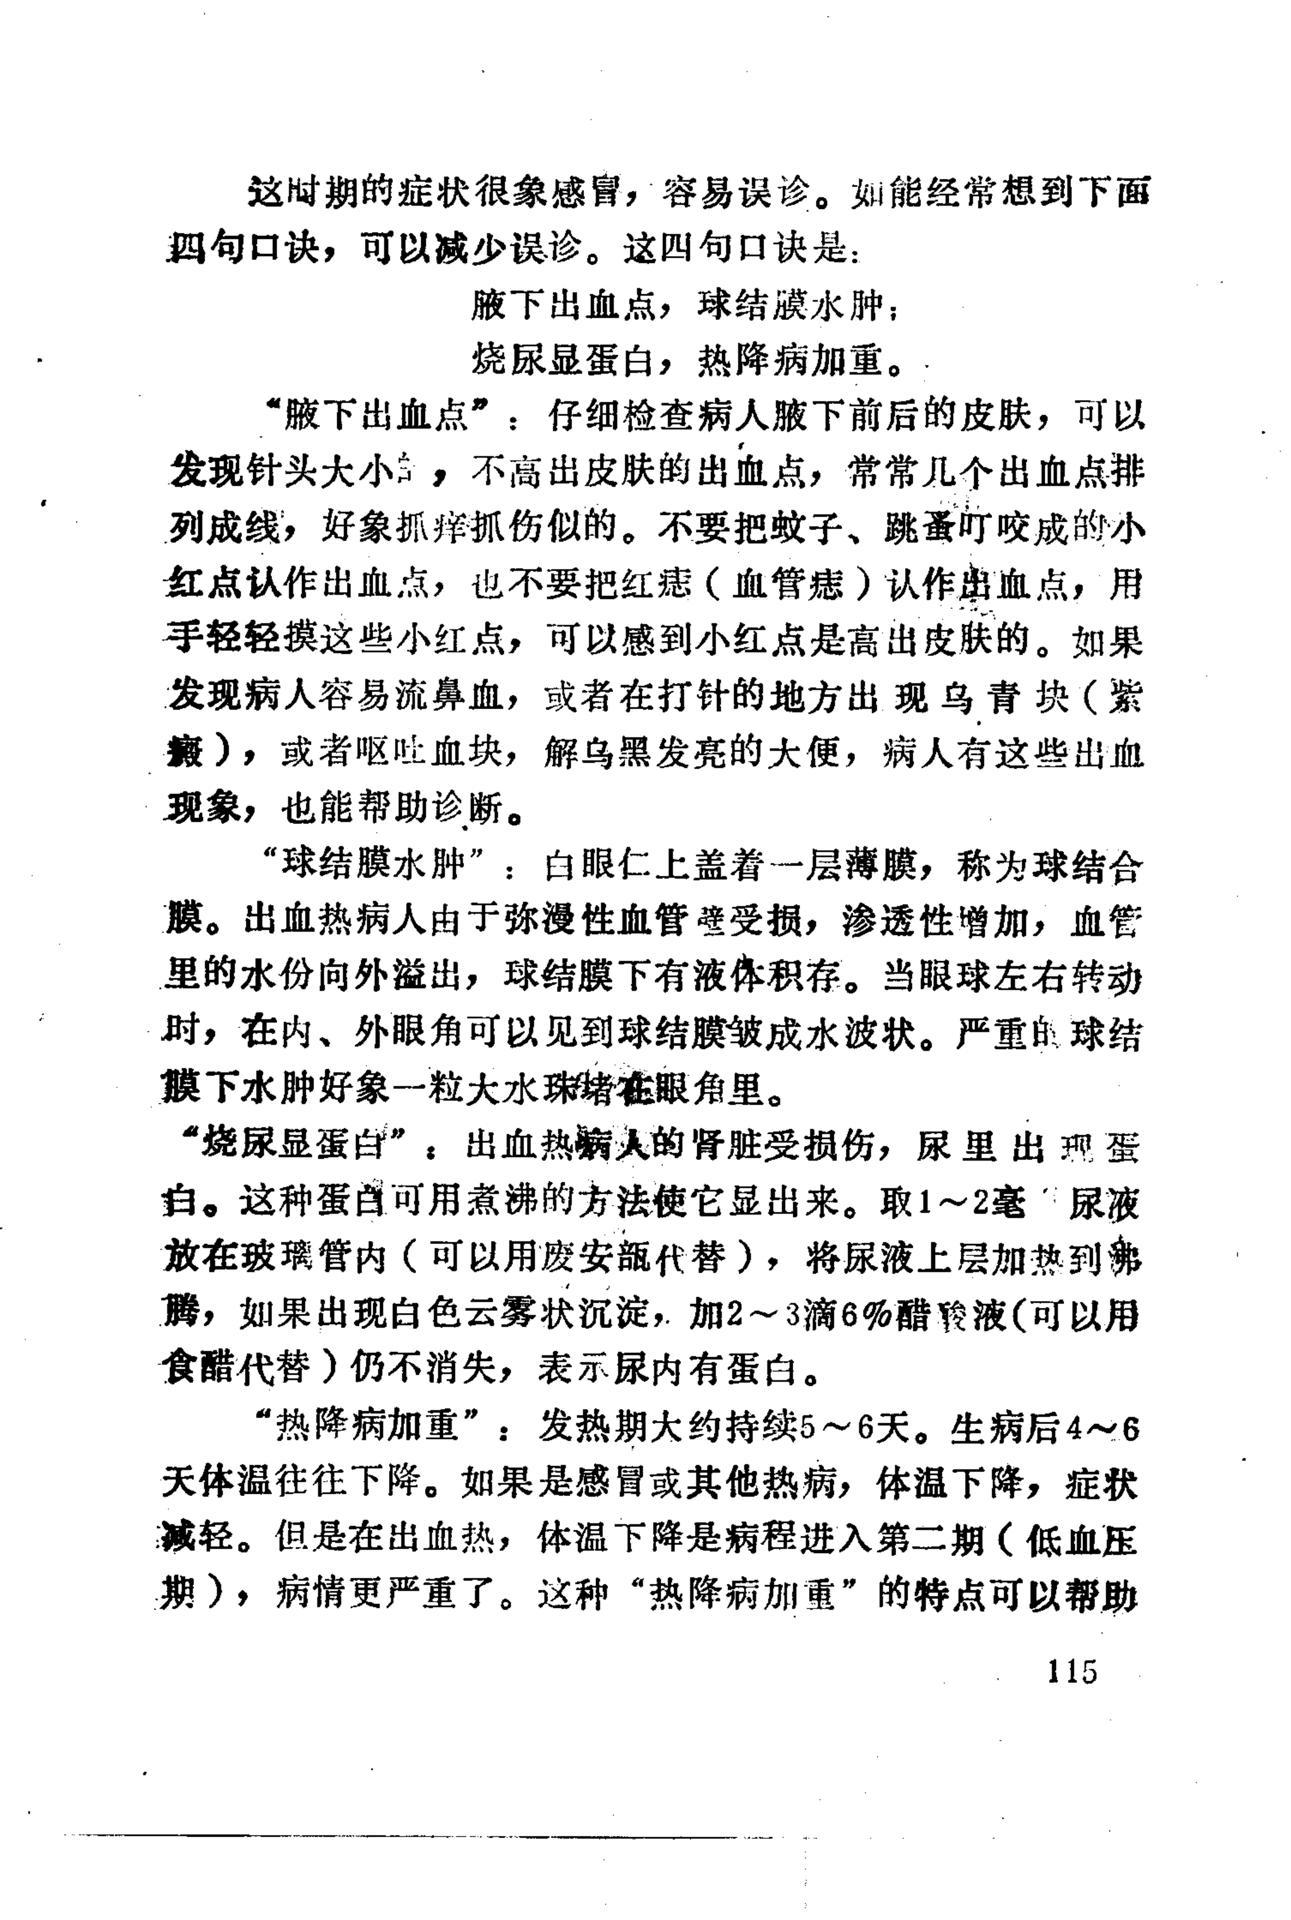 这时期的症状很象感冒，容易误诊。如能经常想到下面
四句口诀，可以减少误诊。这四句口诀是：
腋下出血点，球结膜水肿；
烧尿显蛋白，热降病加重。
“腋下出血点”：仔细检查病人腋下前后的皮肤，可以
发现针头大小，不高出皮肤的出血点，常常几个出血点排
列成线，好象抓痒抓伤似的。不要把蚊子、跳蚤叮咬成的小
红点认作出血点，也不要把红痣（血管痣）认作出血点，用
手轻轻摸这些小红点，可以感到小红点是高出皮肤的。如果
发现病人容易流鼻血，或者在打针的地方出现乌青块（紫
癜），或者呕吐血块，解乌黑发亮的大便，病人有这些出血
现象，也能帮助诊断。
“球结膜水肿”：白眼仁上盖着一层薄膜，称为球结合
膜。出血热病人由于弥漫性血管壁受损，渗透性增加，血管
里的水份向外溢出，球结膜下有液体积存。当眼球左右转动
时，在内、外眼角可以见到球结膜皱成水波状。严重的球结
膜下水肿好象一粒大水珠堵在眼角里。
“烧尿显蛋白”：出血热病人的肾脏受损伤，尿里出现蛋
白。这种蛋白可用煮沸的方法使它显出来。取1～2毫 尿液
放在玻璃管内（可以用废安瓿代替），将尿液上层加热到沸
腾，如果出现白色云雾状沉淀，加2～3滴6%醋酸液(可以用
食醋代替）仍不消失，表示尿内有蛋白。
“热降病加重”：发热期大约持续5～6天。生病后4～6
天体温往往下降。如果是感冒或其他热病，体温下降，症状
减轻。但是在出血热，体温下降是病程进入第二期（低血压
期），病情更严重了。这种“热降病加重”的特点可以帮助
115